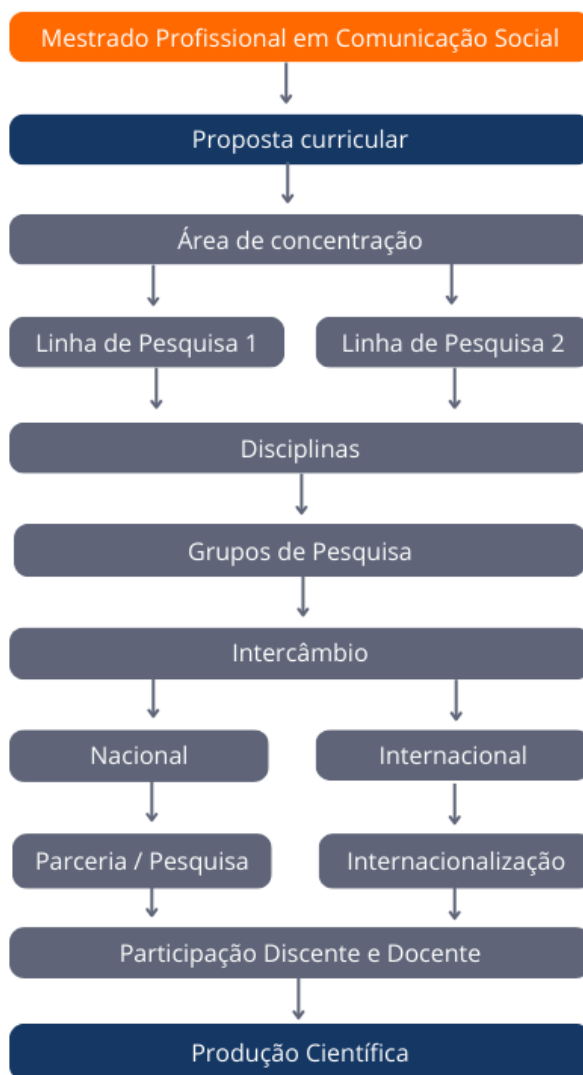 Mestrado Profissional em Comunicação Social
Proposta curricular
Área de concentração
Linha de Pesquisa 1
Linha de Pesquisa 2
Disciplinas
Grupos de Pesquisa
Intercâmbio
Nacional
Internacional
Parceria / Pesquisa
Internacionalização
Participação Discente e Docente
Produção Científica